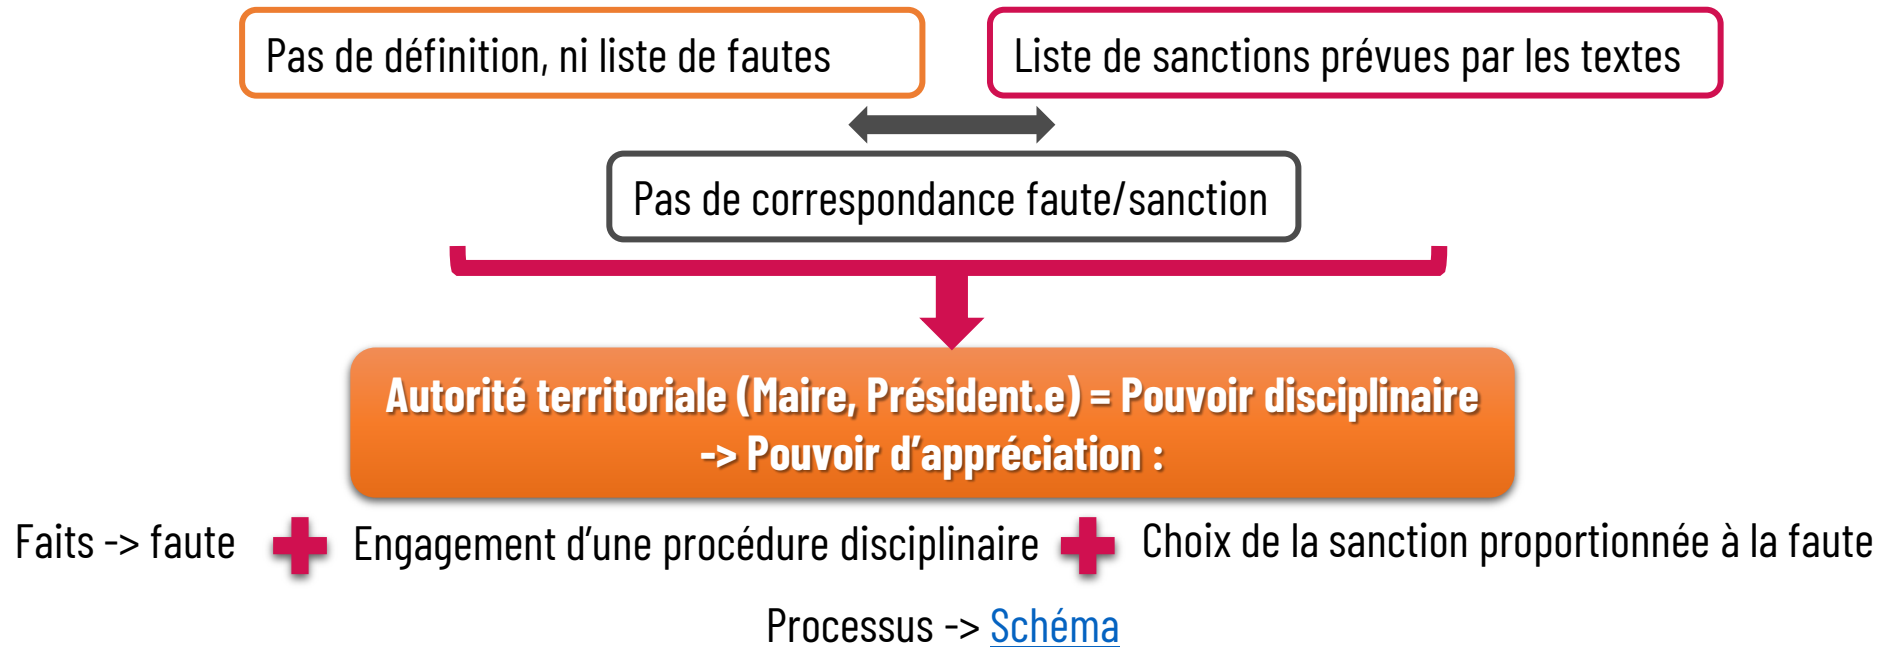 Pas de définition, ni liste de fautes
Liste de sanctions prévues par les textes
Pas de correspondance faute/sanction
Autorité territoriale (Maire, Président.e) = Pouvoir disciplinaire
-> Pouvoir d’appréciation :
Faits -> faute
Engagement d’une procédure disciplinaire
Choix de la sanction proportionnée à la faute
Processus -> Schéma